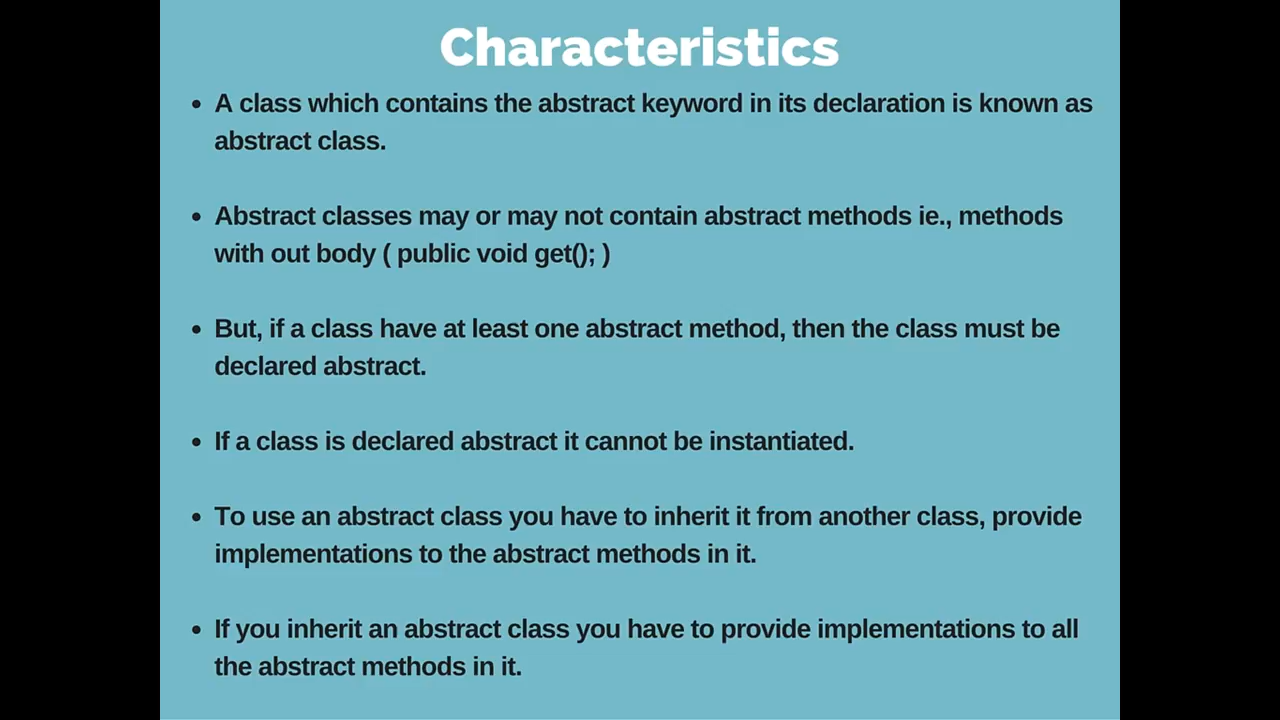 Characteristics
• A class which contains the abstract keyword in its declaration is known as
abstract class.
• Abstract classes may or may not contain abstract methods ie., methods
with out body ( public void get(); )
• But, if a class have at least one abstract method, then the class must be
declared abstract.
• If a class is declared abstract it cannot be instantiated.
• To use an abstract class you have to inherit it from another class, provide
implementations to the abstract methods in it.
• If you inherit an abstract class you have to provide implementations to all
the abstract methods in it.